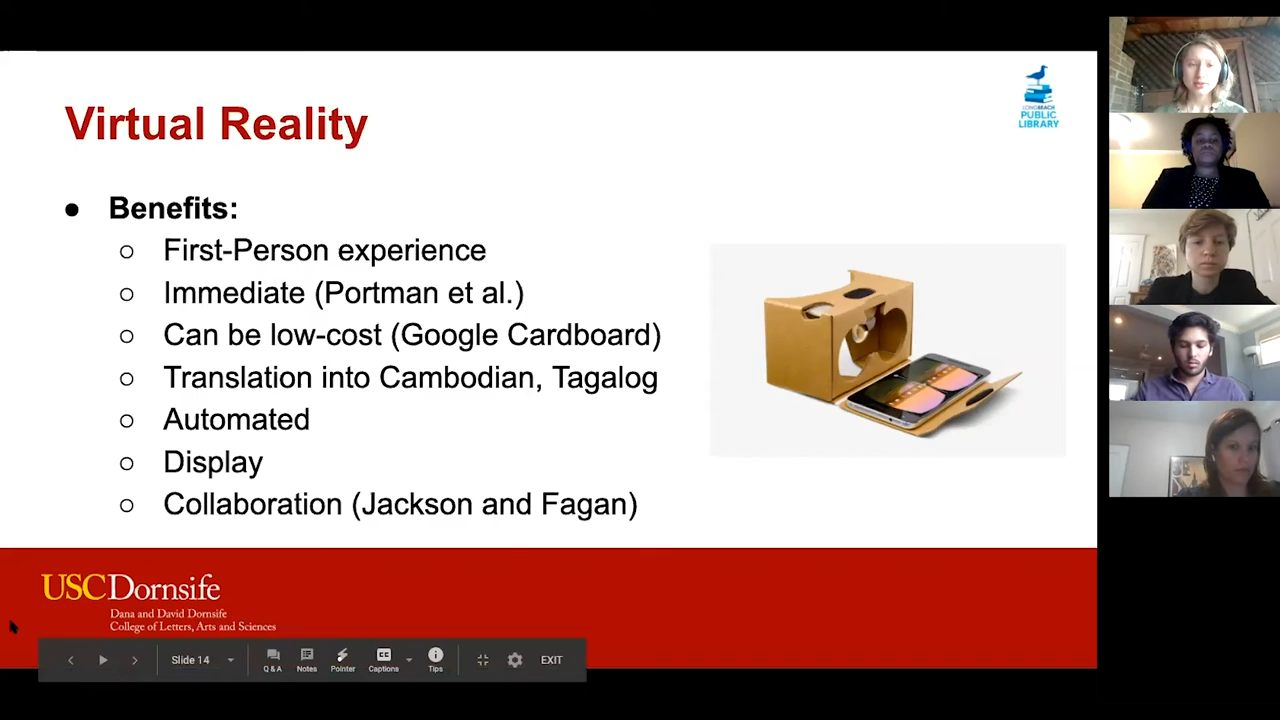 Virtual Reality
LONGBEACH
PUBLIC
LIBRARY
● Benefits:
○ First-Person experience
○ Immediate (Portman et al.)
○ Can be low-cost (Google Cardboard)
○ Translation into Cambodian, Tagalog
○ Automated
○ Display
○ Collaboration (Jackson and Fagan)
USCDornsife
Dana and David Dornsife
College of Letters, Arts and Sciences
Slide 14
Q & A
Notes
Pointer
Captions
Tips
EXIT